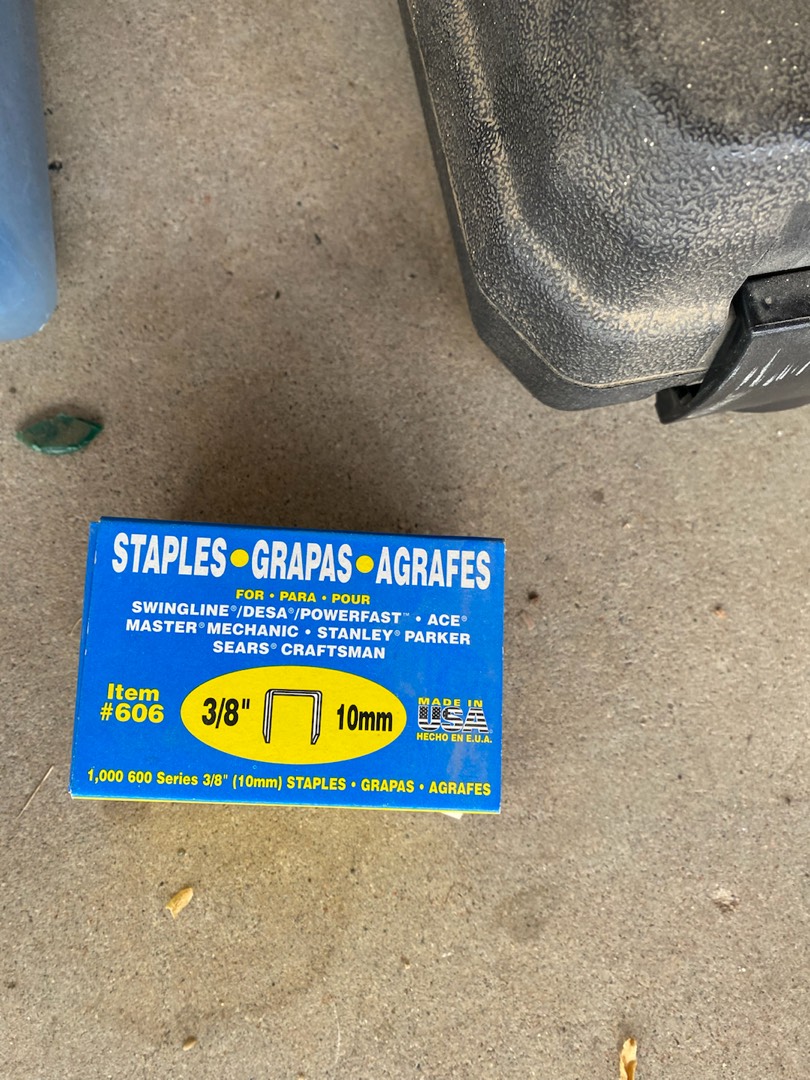 STAPLES • GRAPAS • AGRAFES
FOR • PARA • POUR
SWINGLINE®/DESA®/POWERFAST™ • ACE®
MASTER® MECHANIC • STANLEY® PARKER
SEARS® CRAFTSMAN
Item
#606
3/8"
10mm
MADE IN
USA
HECHO EN E.U.A.
1,000 600 Series 3/8" (10mm) STAPLES • GRAPAS • AGRAFES